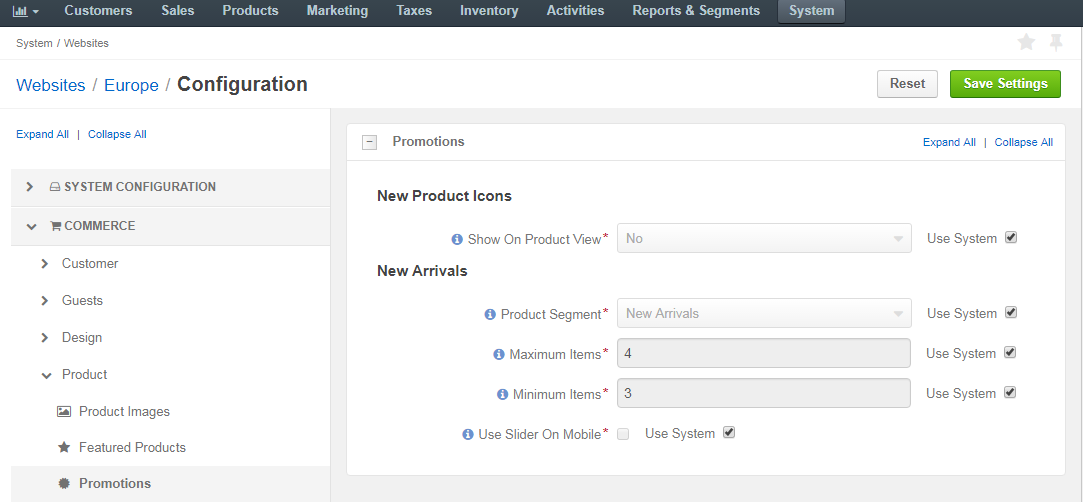 Customers Sales Products Marketing Taxes Inventory Activities Reports & Segments System
System / Websites
Websites / Europe / Configuration
Reset
Save Settings
Expand All | Collapse All
SYSTEM CONFIGURATION
COMMERCE
Customer
Guests
Design
Product
Product Images
Featured Products
Promotions
Promotions
Expand All | Collapse All
New Product Icons
Show On Product View* No Use System
New Arrivals
Product Segment* New Arrivals Use System
Maximum Items* 4 Use System
Minimum Items* 3 Use System
Use Slider On Mobile* Use System